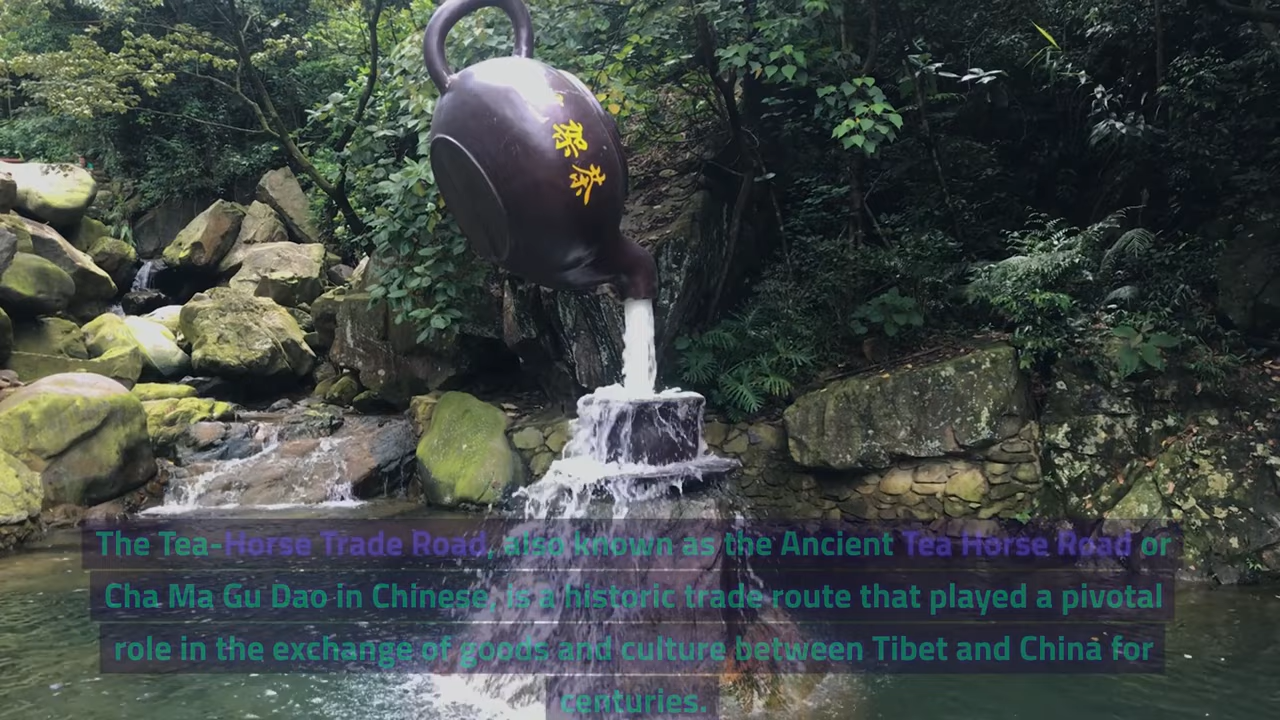 茶
The Tea-Horse Trade Road, also known as the Ancient Tea Horse Road or
Cha Ma Gu Dao in Chinese, is a historic trade route that played a pivotal
role in the exchange of goods and culture between Tibet and China for
centuries.